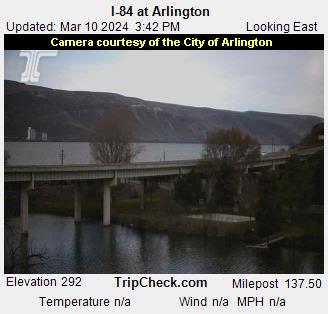 I-84 at Arlington
Updated: Mar 10 2024 3:42 PM Looking East
Camera courtesy of the City of Arlington
Elevation 292 TripCheck.com Milepost 137.50
Temperature n/a Wind n/a MPH n/a